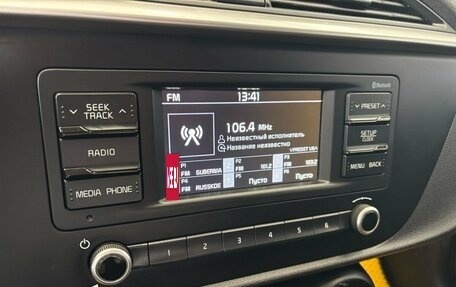 Bluetooth
FM 13:41
SEEK
TRACK
RADIO
MEDIA PHONE
106.4 MHz
Неизвестный исполнитель
Название неизвестно
P1
FM GUBERNIA
P2
FM 101.2
P3
FM 103.2
P4
FM RUSSKOE
P5
Пусто
P6
Пусто
PRESET
SETUP
CLOCK
MENU BACK
1 2 3 4 5 6